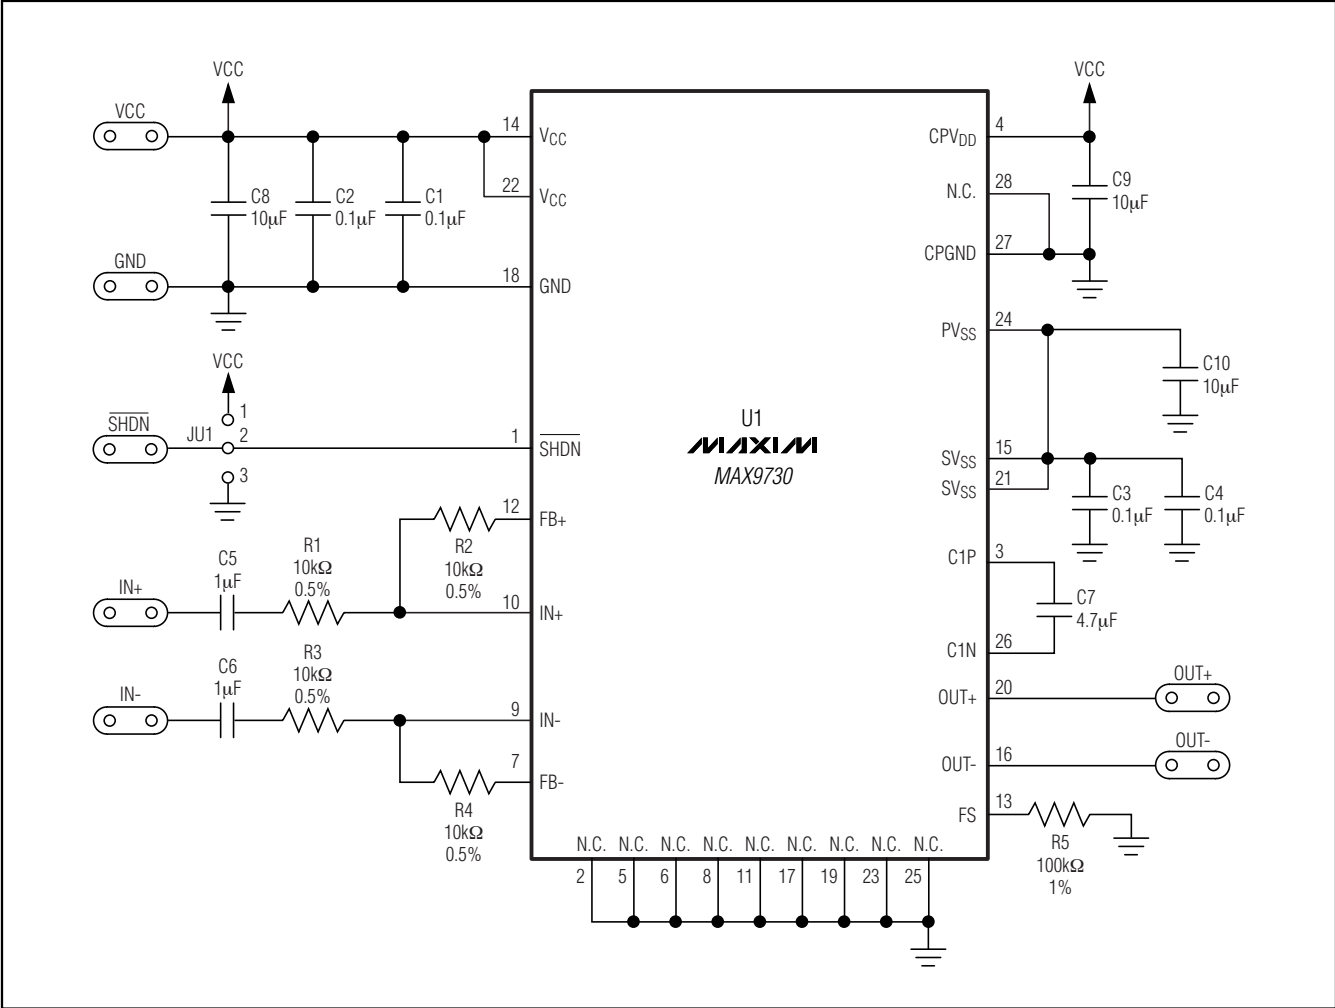 VCC
VCC
GND
C8
10μF
C2
0.1μF
C1
0.1μF
14
VCC
22
VCC
18
GND
VCC
SHDN
JU1
1
2
3
1
SHDN
12
FB+
R2
10kΩ
0.5%
IN+
C5
1μF
R1
10kΩ
0.5%
10
IN+
IN-
C6
1μF
R3
10kΩ
0.5%
9
IN-
7
FB-
R4
10kΩ
0.5%
U1
MAXIM
MAX9730
VCC
CPVDD
4
N.C.
28
CPGND
27
C9
10μF
PVSS
24
C10
10μF
SVSS
15
SVSS
21
C3
0.1μF
C4
0.1μF
C1P
3
C7
4.7μF
C1N
26
OUT+
20
OUT+
OUT-
16
OUT-
FS
13
R5
100kΩ
1%
N.C. N.C. N.C. N.C. N.C. N.C. N.C. N.C. N.C.
2 5 6 8 11 17 19 23 25